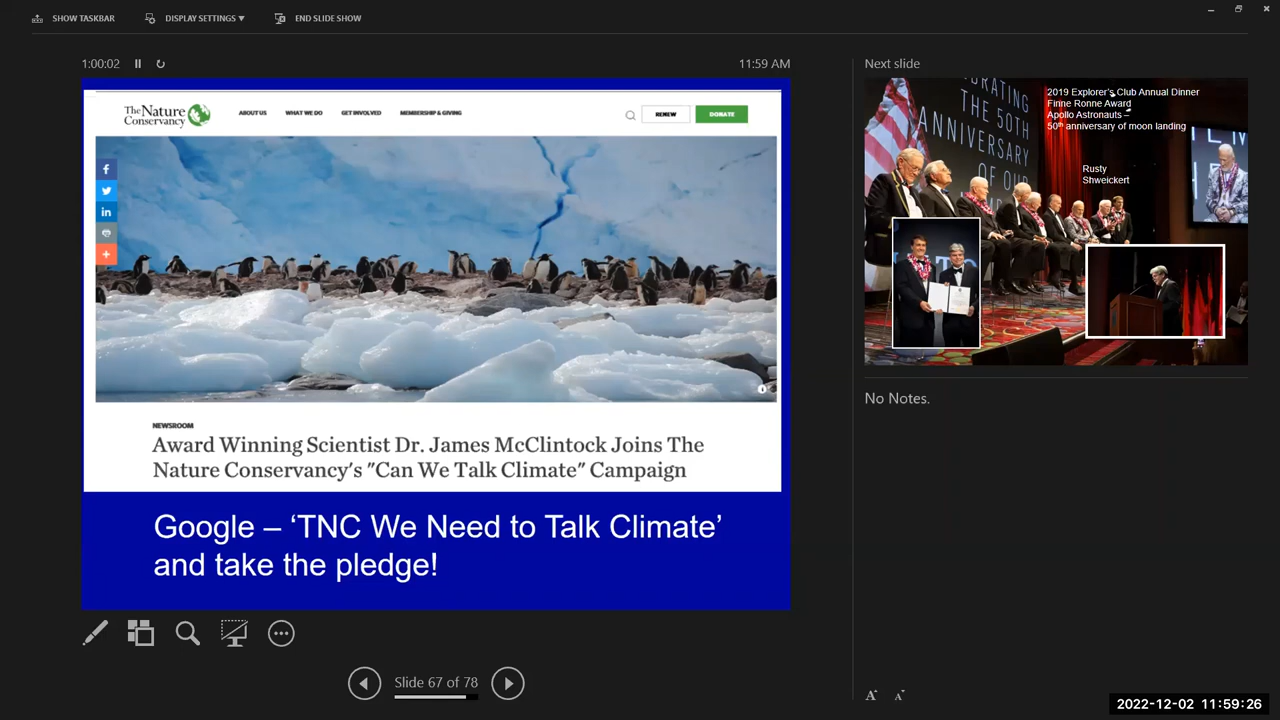 SHOW TASKBAR
DISPLAY SETTINGS ▼
END SLIDE SHOW
1:00:02
11:59 AM
The Nature
Conservancy
ABOUT US
WHAT WE DO
GET INVOLVED
MEMBERSHIP & GIVING
RENEW
DONATE
NEWSROOM
Award Winning Scientist Dr. James McClintock Joins The
Nature Conservancy's "Can We Talk Climate" Campaign
Google – ‘TNC We Need to Talk Climate’
and take the pledge!
Slide 67 of 78
Next slide
2019 Explorer's Club Annual Dinner
Finne Ronne Award
Apollo Astronauts –
50th anniversary of moon landing
Rusty
Shweickert
THE 50TH
ANNIVERSARY
OF OUR
No Notes.
2022-12-02 11:59:26